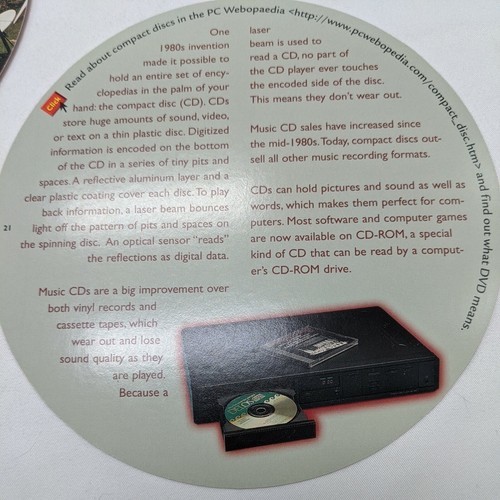 Click
Read about compact discs in the PC Webopaedia <http://www.pcwebopedia.com/compact_disc.htm> and find out what DVD means.
One
1980s invention
made it possible to
hold an entire set of ency-
clopedias in the palm of your
hand: the compact disc (CD). CDs
store huge amounts of sound, video,
or text on a thin plastic disc. Digitized
information is encoded on the bottom
of the CD in a series of tiny pits and
spaces. A reflective aluminum layer and a
clear plastic coating cover each disc. To play
back information, a laser beam bounces
light off the pattern of pits and spaces on
the spinning disc. An optical sensor "reads"
the reflections as digital data.
Music CDs are a big improvement over
both vinyl records and
cassette tapes, which
wear out and lose
sound quality as they
are played.
Because a
laser
beam is used to
read a CD, no part of
the CD player ever touches
the encoded side of the disc.
This means they don't wear out.
Music CD sales have increased since
the mid-1980s. Today, compact discs out-
sell all other music recording formats.
CDs can hold pictures and sound as well as
words, which makes them perfect for com-
puters. Most software and computer games
are now available on CD-ROM, a special
kind of CD that can be read by a comput-
er's CD-ROM drive.
21